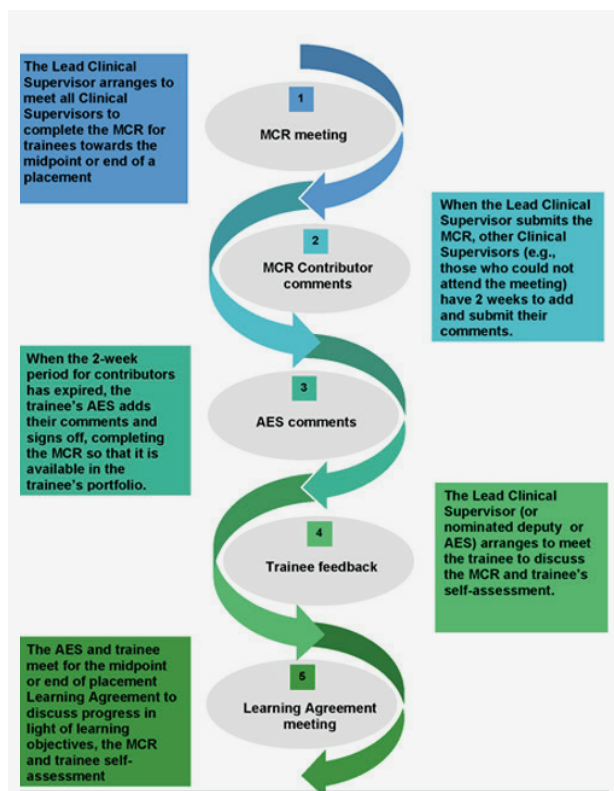 The Lead Clinical
Supervisor arranges to
meet all Clinical
Supervisors to
complete the MCR for
trainees towards the
midpoint or end of a
placement
1
MCR meeting
2
MCR Contributor
comments
When the Lead Clinical
Supervisor submits the
MCR, other Clinical
Supervisors (e.g.,
those who could not
attend the meeting)
have 2 weeks to add
and submit their
comments.
When the 2-week
period for contributors
has expired, the
trainee's AES adds
their comments and
signs off, completing
the MCR so that it is
available in the
trainee's portfolio.
3
AES comments
4
Trainee feedback
The Lead Clinical
Supervisor (or
nominated deputy or
AES) arranges to meet
the trainee to discuss
the MCR and trainee's
self-assessment.
The AES and trainee
meet for the midpoint
or end of placement
Learning Agreement to
discuss progress in
light of learning
objectives, the MCR
and trainee self-
assessment
5
Learning Agreement
meeting